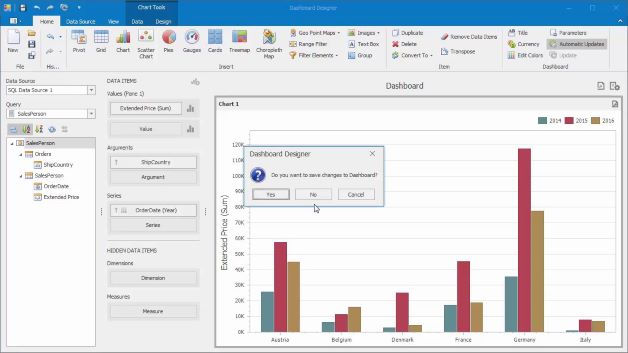 Chart Tools
Dashboard Designer
Home
Data Source
View
Data
Design
New
File
His...
Pivot
Grid
Chart
Scatter Chart
Pies
Gauges
Cards
Treemap
Choropleth Map
Geo Point Maps
Range Filter
Filter Elements
Images
Text Box
Group
Insert
Duplicate
Delete
Convert To
Remove Data Items
Transpose
Item
Title
Currency
Edit Colors
Parameters
Automatic Updates
Update
Dashboard
Data Source
SQL Data Source 1
Query
SalesPerson
SalesPerson
Orders
ShipCountry
SalesPerson
OrderDate
Extended Price
DATA ITEMS
Values (Pane 1)
Extended Price (Sum)
Value
Arguments
ShipCountry
Argument
Series
OrderDate (Year)
Series
HIDDEN DATA ITEMS
Dimensions
Dimension
Measures
Measure
Dashboard
Chart 1
2014
2015
2016
Dashboard Designer
Do you want to save changes to Dashboard?
Yes
No
Cancel
Extended Price (Sum)
120K
110K
100K
90K
80K
70K
60K
50K
40K
30K
20K
10K
0K
Austria
Belgium
Denmark
France
Germany
Italy